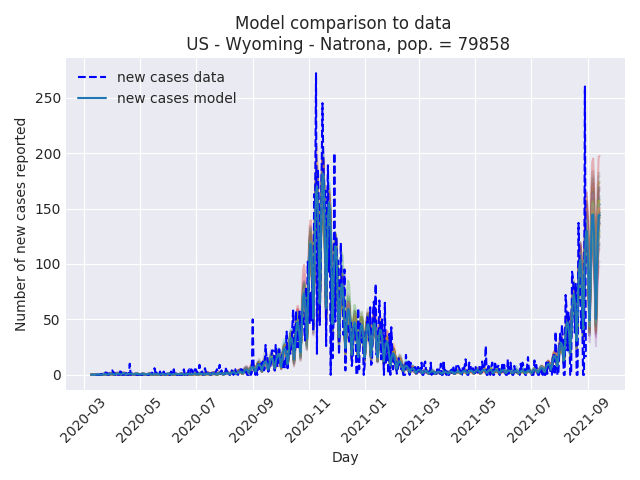 Model comparison to data
US - Wyoming - Natrona, pop. = 79858
new cases data
new cases model
Number of new cases reported
250
200
150
100
50
0
2020-03
2020-05
2020-07
2020-09
2020-11
2021-01
2021-03
2021-05
2021-07
2021-09
Day